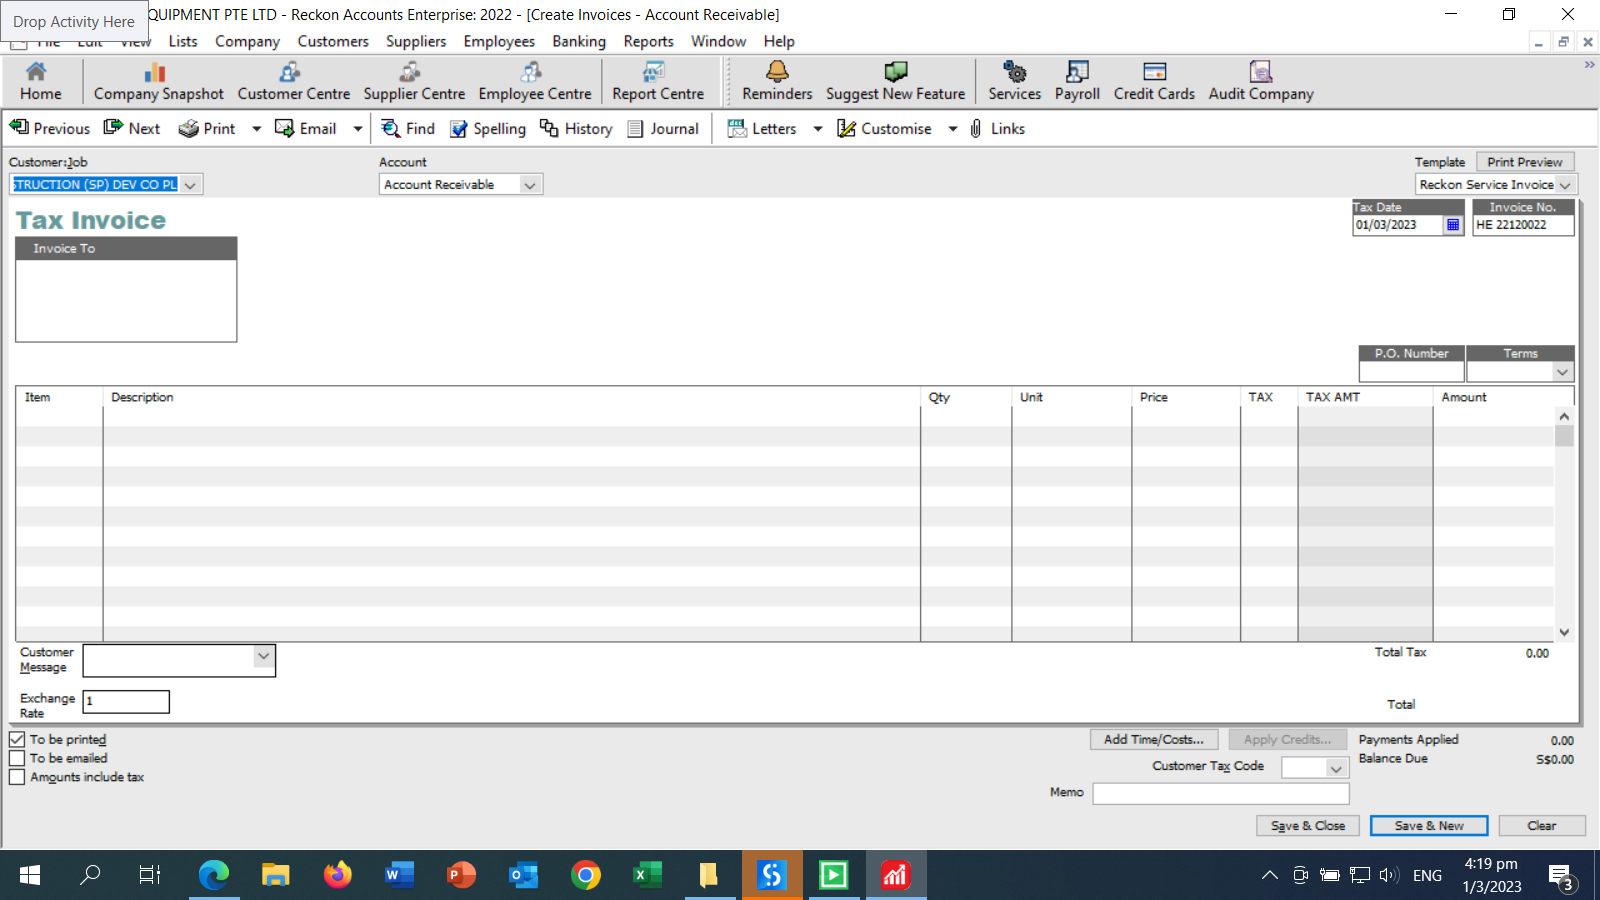 Drop Activity Here
QUIPMENT PTE LTD - Reckon Accounts Enterprise: 2022 - [Create Invoices - Account Receivable]
File Edit View Lists Company Customers Suppliers Employees Banking Reports Window Help
Home Company Snapshot Customer Centre Supplier Centre Employee Centre Report Centre Reminders Suggest New Feature Services Payroll Credit Cards Audit Company
Previous Next Print Email Find Spelling History Journal Letters Customise Links
Customer:Job Account Template Print Preview
STRUCTION (SP) DEV CO PL Account Receivable Reckon Service Invoice
Tax Invoice
Tax Date Invoice No.
01/03/2023 HE 22120022
Invoice To
P.O. Number Terms
Item Description Qty Unit Price TAX TAX AMT Amount
Customer
Message
Total Tax 0.00
Exchange
Rate
1
Total
To be printed
To be emailed
Amounts include tax
Add Time/Costs... Apply Credits... Payments Applied 0.00
Customer Tax Code Balance Due S$0.00
Memo
Save & Close Save & New Clear
ENG
4:19 pm
1/3/2023
3